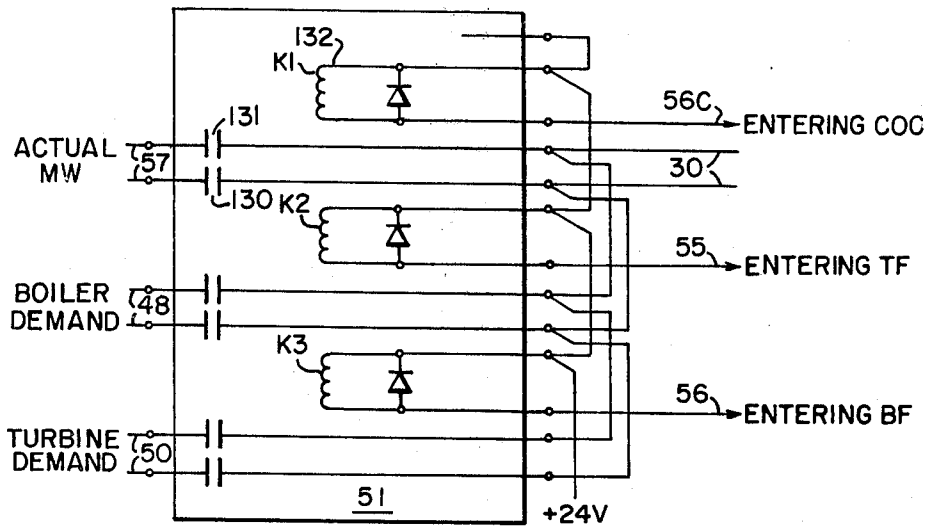 132
K1
131
56C
ENTERING COC
ACTUAL
MW
57
30
130
K2
55
ENTERING TF
BOILER
DEMAND
48
K3
56
ENTERING BF
TURBINE
DEMAND
50
51
+24V